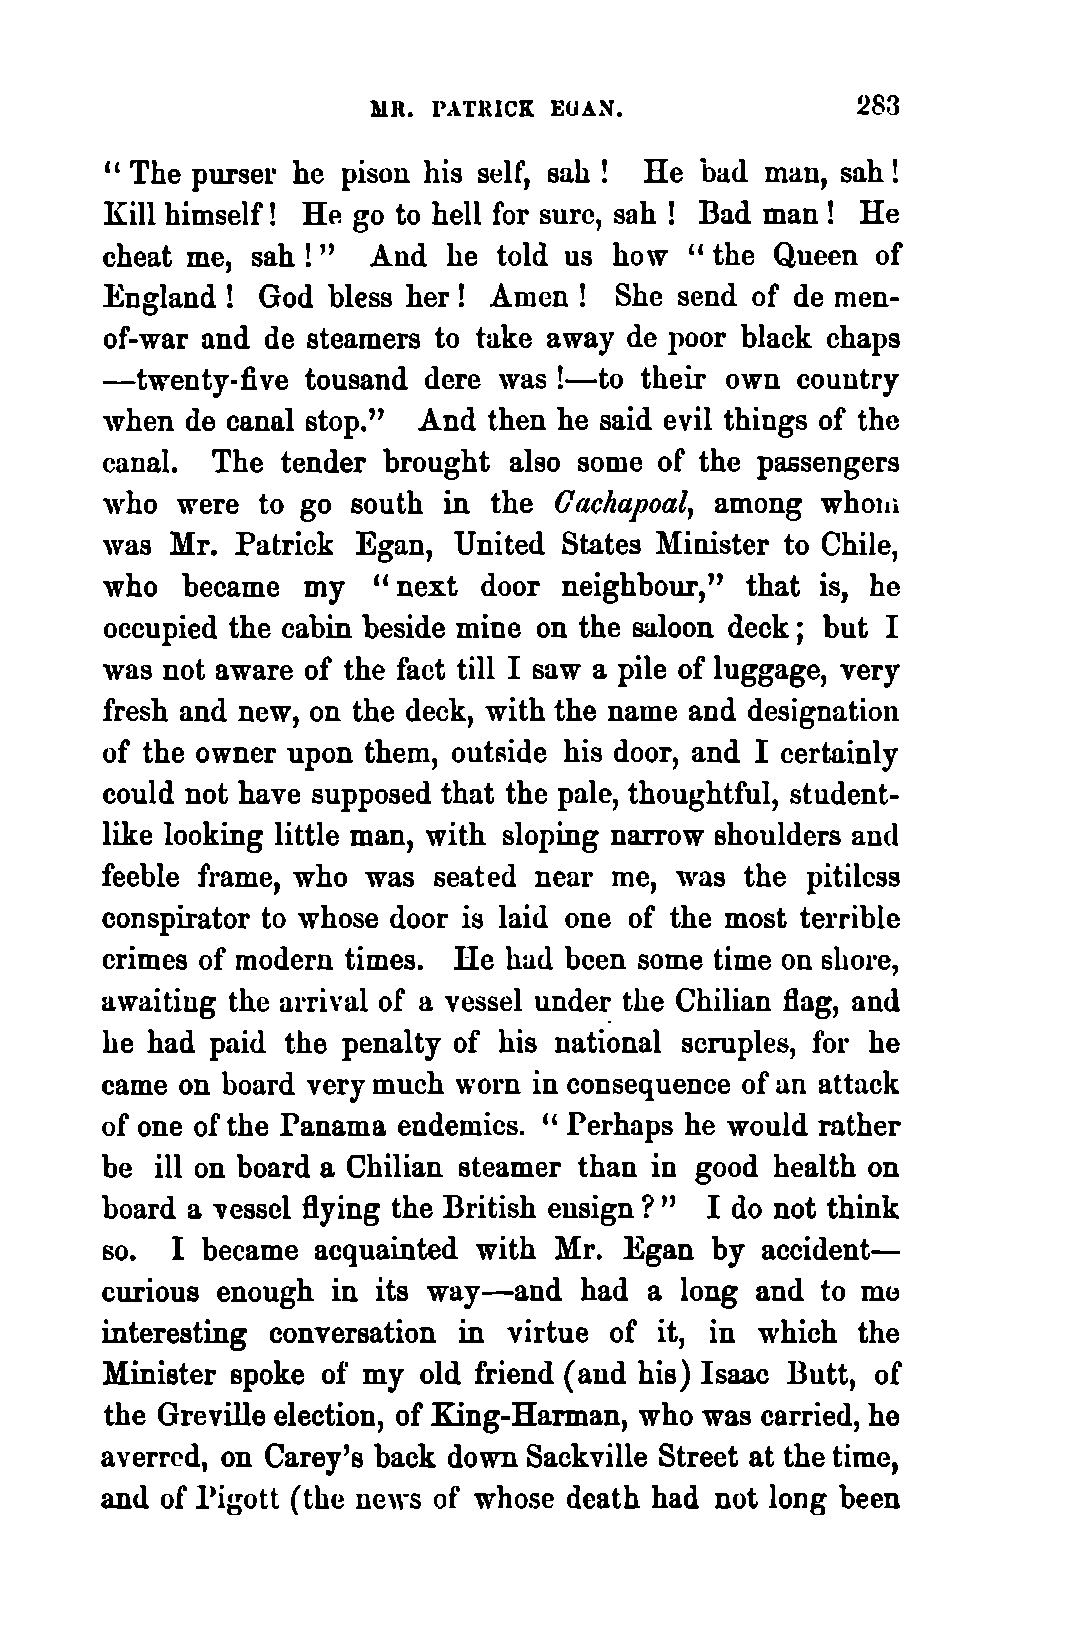 MR. PATRICK EGAN. 283
“ The purser he pison his self, sah ! He bad man, sah !
Kill himself ! He go to hell for sure, sah ! Bad man ! He
cheat me, sah ! ” And he told us how “ the Queen of
England ! God bless her ! Amen ! She send of de men-
of-war and de steamers to take away de poor black chaps
—twenty-five tousand dere was !—to their own country
when de canal stop.” And then he said evil things of the
canal. The tender brought also some of the passengers
who were to go south in the Cachapoal, among whom
was Mr. Patrick Egan, United States Minister to Chile,
who became my “ next door neighbour,” that is, he
occupied the cabin beside mine on the saloon deck ; but I
was not aware of the fact till I saw a pile of luggage, very
fresh and new, on the deck, with the name and designation
of the owner upon them, outside his door, and I certainly
could not have supposed that the pale, thoughtful, student-
like looking little man, with sloping narrow shoulders and
feeble frame, who was seated near me, was the pitiless
conspirator to whose door is laid one of the most terrible
crimes of modern times. He had been some time on shore,
awaiting the arrival of a vessel under the Chilian flag, and
he had paid the penalty of his national scruples, for he
came on board very much worn in consequence of an attack
of one of the Panama endemics. “ Perhaps he would rather
be ill on board a Chilian steamer than in good health on
board a vessel flying the British ensign ? ” I do not think
so. I became acquainted with Mr. Egan by accident—
curious enough in its way—and had a long and to me
interesting conversation in virtue of it, in which the
Minister spoke of my old friend (and his) Isaac Butt, of
the Greville election, of King-Harman, who was carried, he
averred, on Carey’s back down Sackville Street at the time,
and of Pigott (the news of whose death had not long been